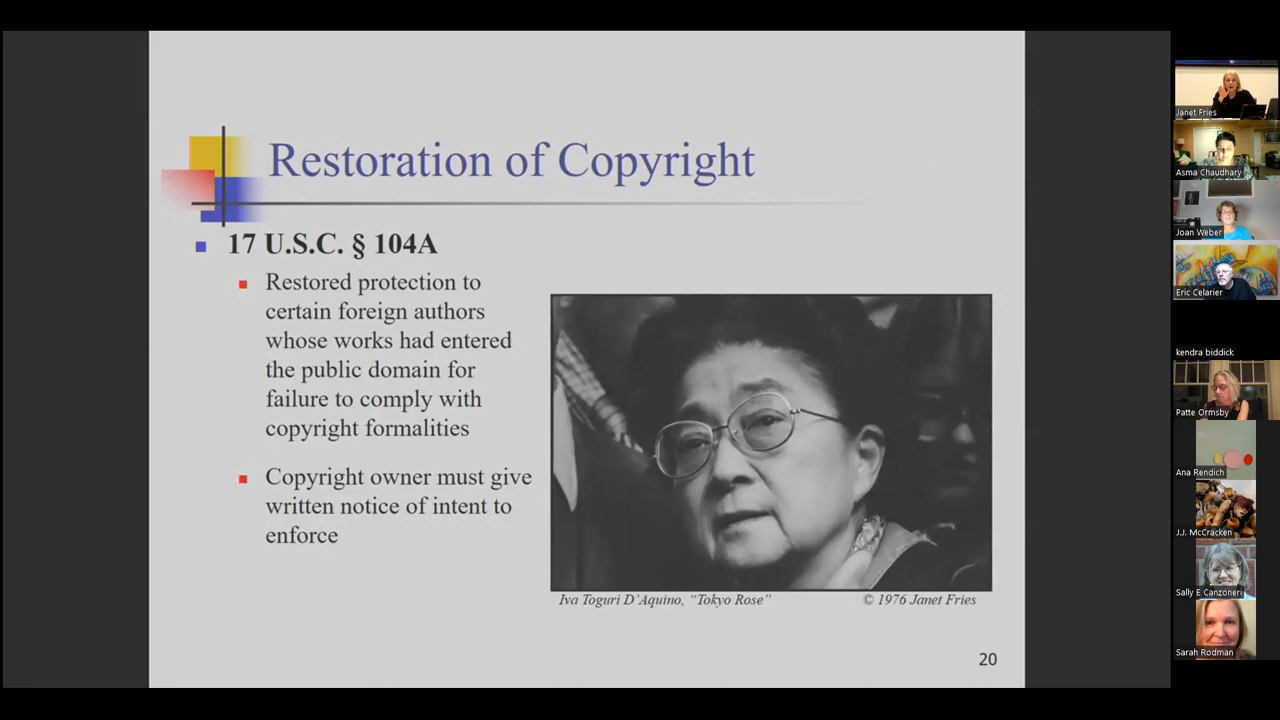 Restoration of Copyright
17 U.S.C. § 104A
Restored protection to
certain foreign authors
whose works had entered
the public domain for
failure to comply with
copyright formalities
Copyright owner must give
written notice of intent to
enforce
Iva Toguri D'Aquino, "Tokyo Rose"
© 1976 Janet Fries
20
Janet Fries
Asma Chaudhary
Joan Weber
Eric Celarier
kendra biddick
Patte Ormsby
Ana Rendich
J.J. McCracken
Sally E Canzoneri
Sarah Rodman